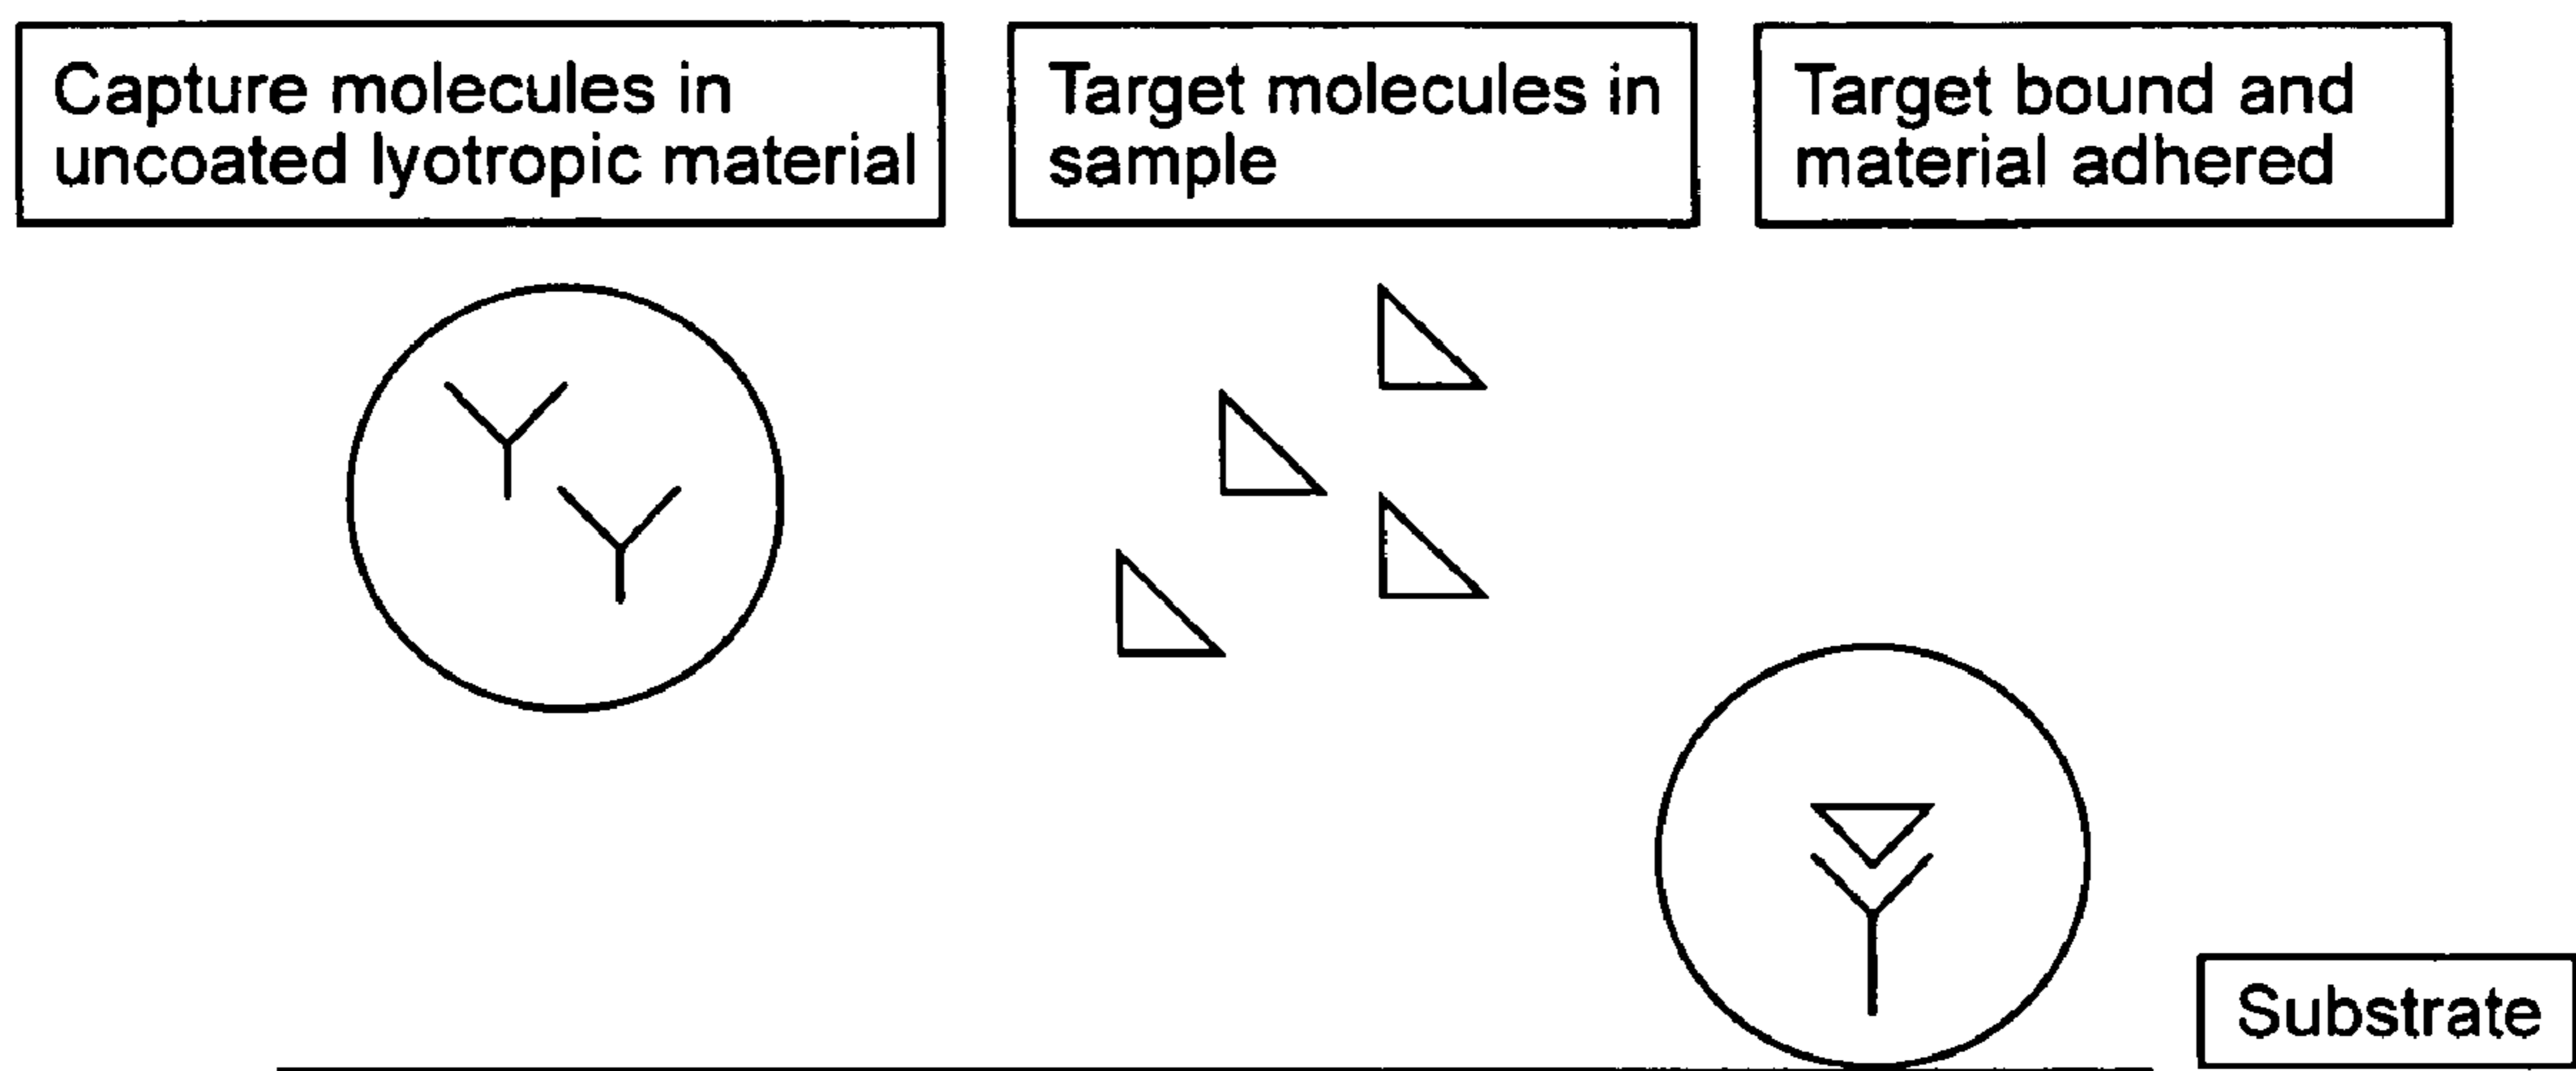 Capture molecules in
uncoated lyotropic material
Target molecules in
sample
Target bound and
material adhered
Substrate